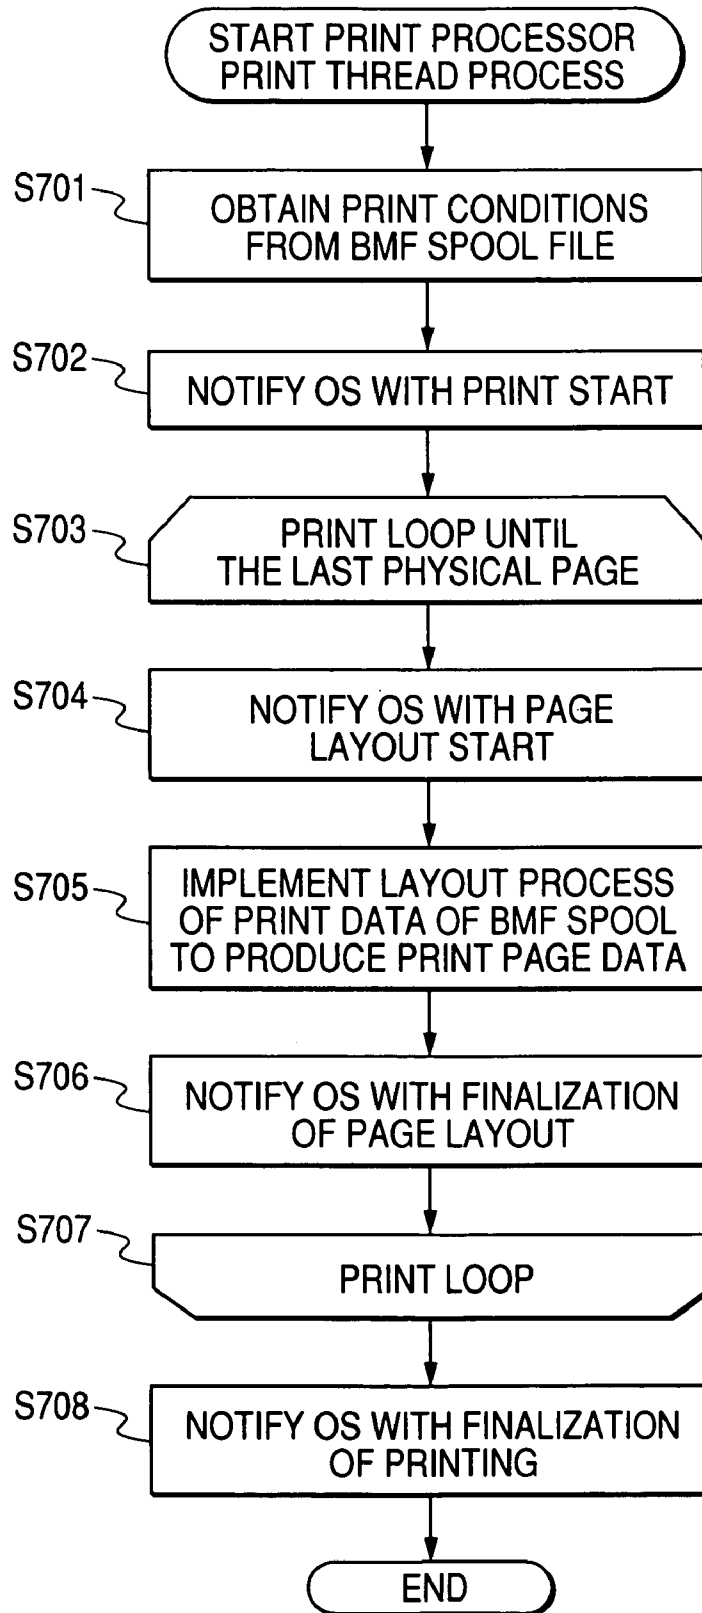 START PRINT PROCESSOR
PRINT THREAD PROCESS
S701
OBTAIN PRINT CONDITIONS
FROM BMF SPOOL FILE
S702
NOTIFY OS WITH PRINT START
S703
PRINT LOOP UNTIL
THE LAST PHYSICAL PAGE
S704
NOTIFY OS WITH PAGE
LAYOUT START
S705
IMPLEMENT LAYOUT PROCESS
OF PRINT DATA OF BMF SPOOL
TO PRODUCE PRINT PAGE DATA
S706
NOTIFY OS WITH FINALIZATION
OF PAGE LAYOUT
S707
PRINT LOOP
S708
NOTIFY OS WITH FINALIZATION
OF PRINTING
END